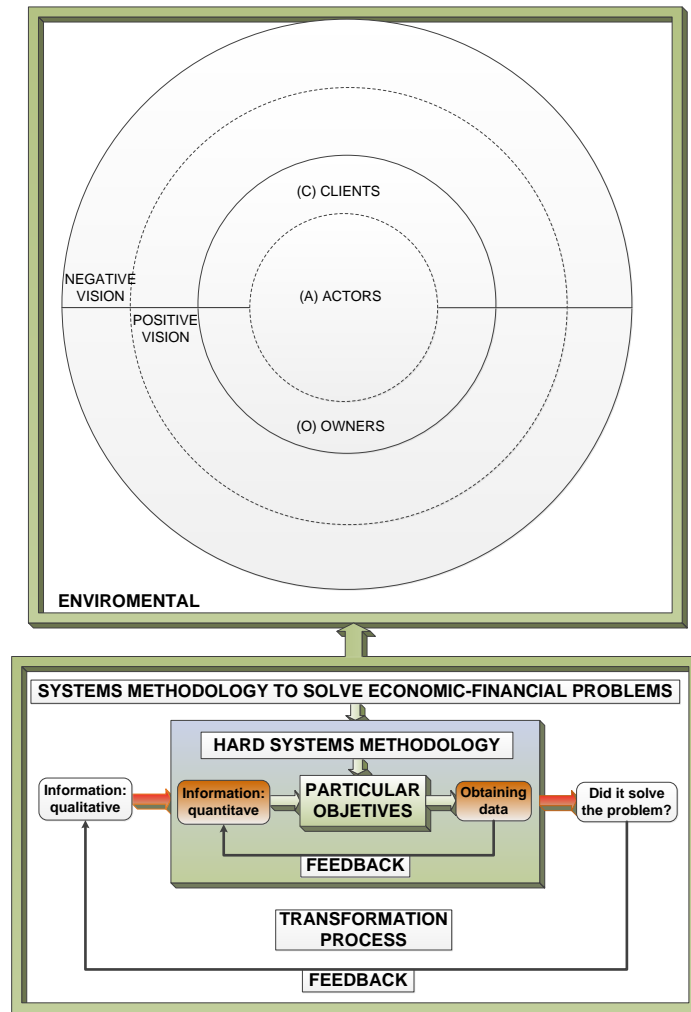 (C) CLIENTS
NEGATIVE
VISION
(A) ACTORS
POSITIVE
VISION
(O) OWNERS
ENVIROMENTAL
SYSTEMS METHODOLOGY TO SOLVE ECONOMIC-FINANCIAL PROBLEMS
HARD SYSTEMS METHODOLOGY
Information:
qualitative
Information:
quantitave
PARTICULAR
OBJETIVES
Obtaining
data
Did it solve
the problem?
FEEDBACK
TRANSFORMATION
PROCESS
FEEDBACK